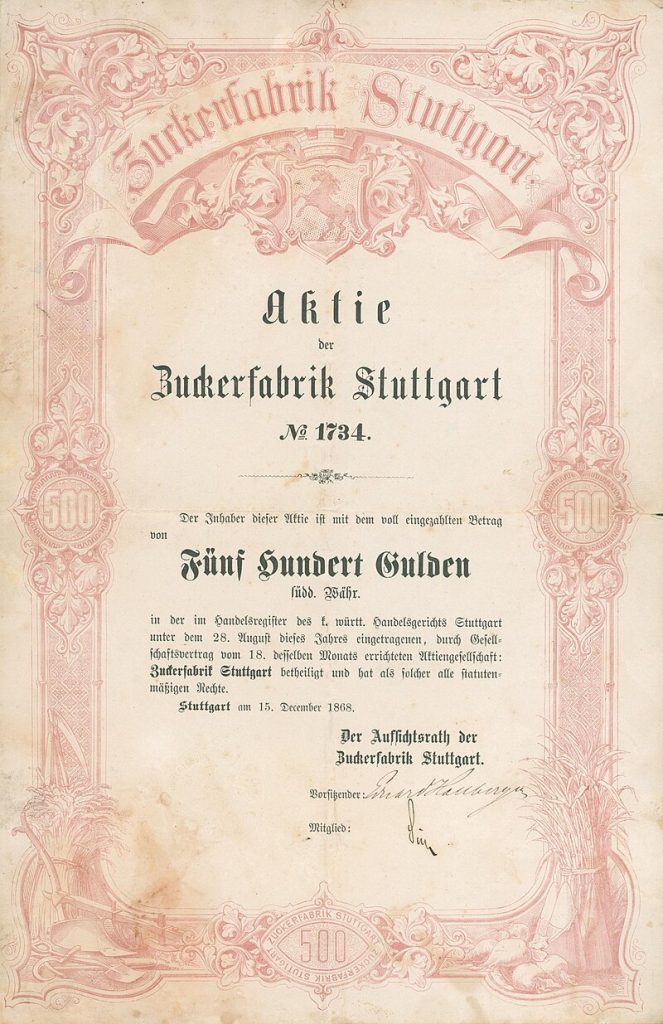 Zuckerfabrik Stuttgart.
Aktie
der
Zuckerfabrik Stuttgart
No. 1734.
500
500
Der Inhaber dieser Aktie ist mit dem voll eingezahlten Betrag
von
Fünf Hundert Gulden
südd. Währ.
in der im Handelsregister des k. württ. Handelsgerichts Stuttgart
unter dem 28. August dieses Jahres eingetragenen, durch Gesell-
schaftsvertrag vom 18. desselben Monats errichteten Aktiengesellschaft:
Zuckerfabrik Stuttgart betheiligt und hat als solcher alle statuten-
mäßigen Rechte.
Stuttgart am 15. December 1868.
Der Aufsichtsrath der
Zuckerfabrik Stuttgart.
Vorsitzender: Eduard Hallberger
Mitglied:
ZUCKERFABRIK STUTTGART
500
ZUCKERFABRIK STUTTGART